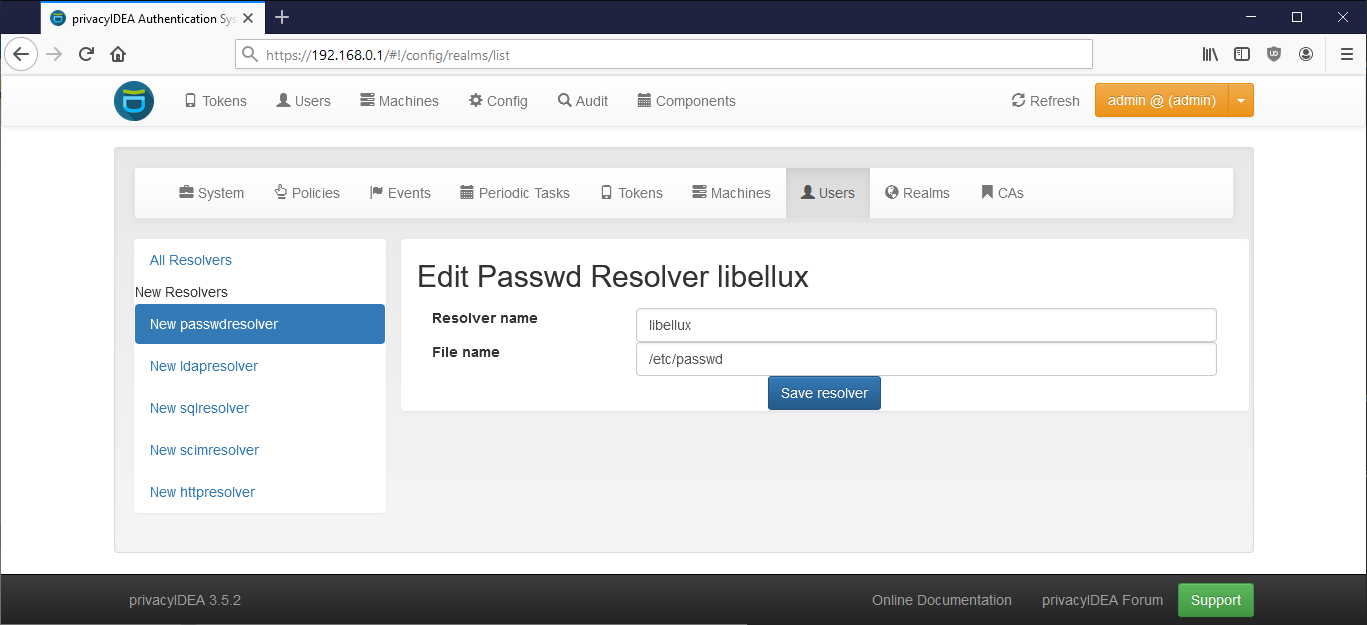 privacyIDEA Authentication Sys
https://192.168.0.1/#!/config/realms/list
Tokens Users Machines Config Audit Components Refresh admin @ (admin)
System Policies Events Periodic Tasks Tokens Machines Users Realms CAs
All Resolvers
New Resolvers
New passwdresolver
New ldapresolver
New sqlresolver
New scimresolver
New httpresolver
Edit Passwd Resolver libellux
Resolver name libellux
File name /etc/passwd
Save resolver
privacyIDEA 3.5.2 Online Documentation privacyIDEA Forum Support